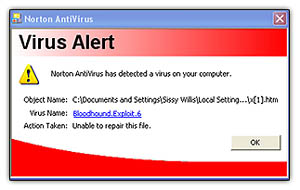 Norton AntiVirus
Virus Alert
Norton AntiVirus has detected a virus on your computer.
Object Name: C:\Documents and Settings\Sissy Willis\Local Setting...\x[1].htm
Virus Name: Bloodhound.Exploit.6
Action Taken: Unable to repair this file.
OK